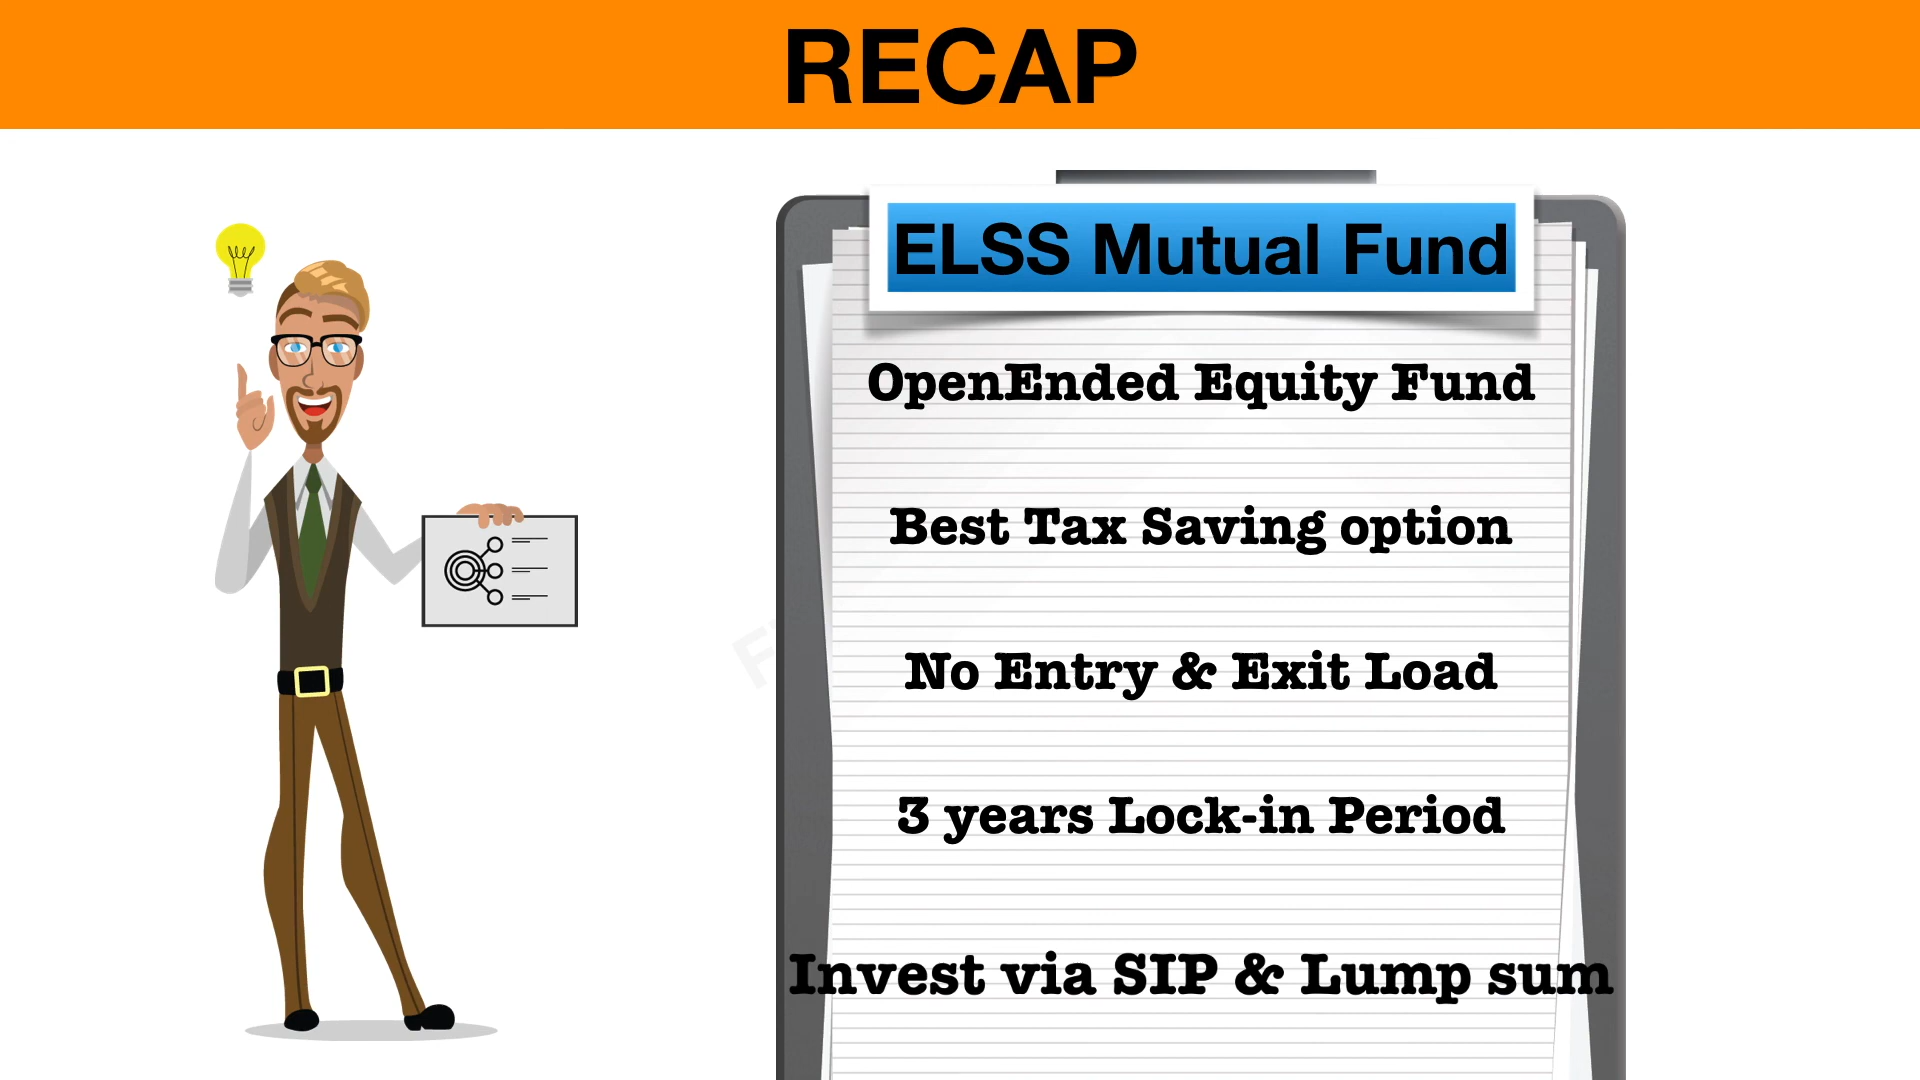 RECAP
ELSS Mutual Fund
OpenEnded Equity Fund
Best Tax Saving option
No Entry & Exit Load
3 years Lock-in Period
Invest via SIP & Lump sum